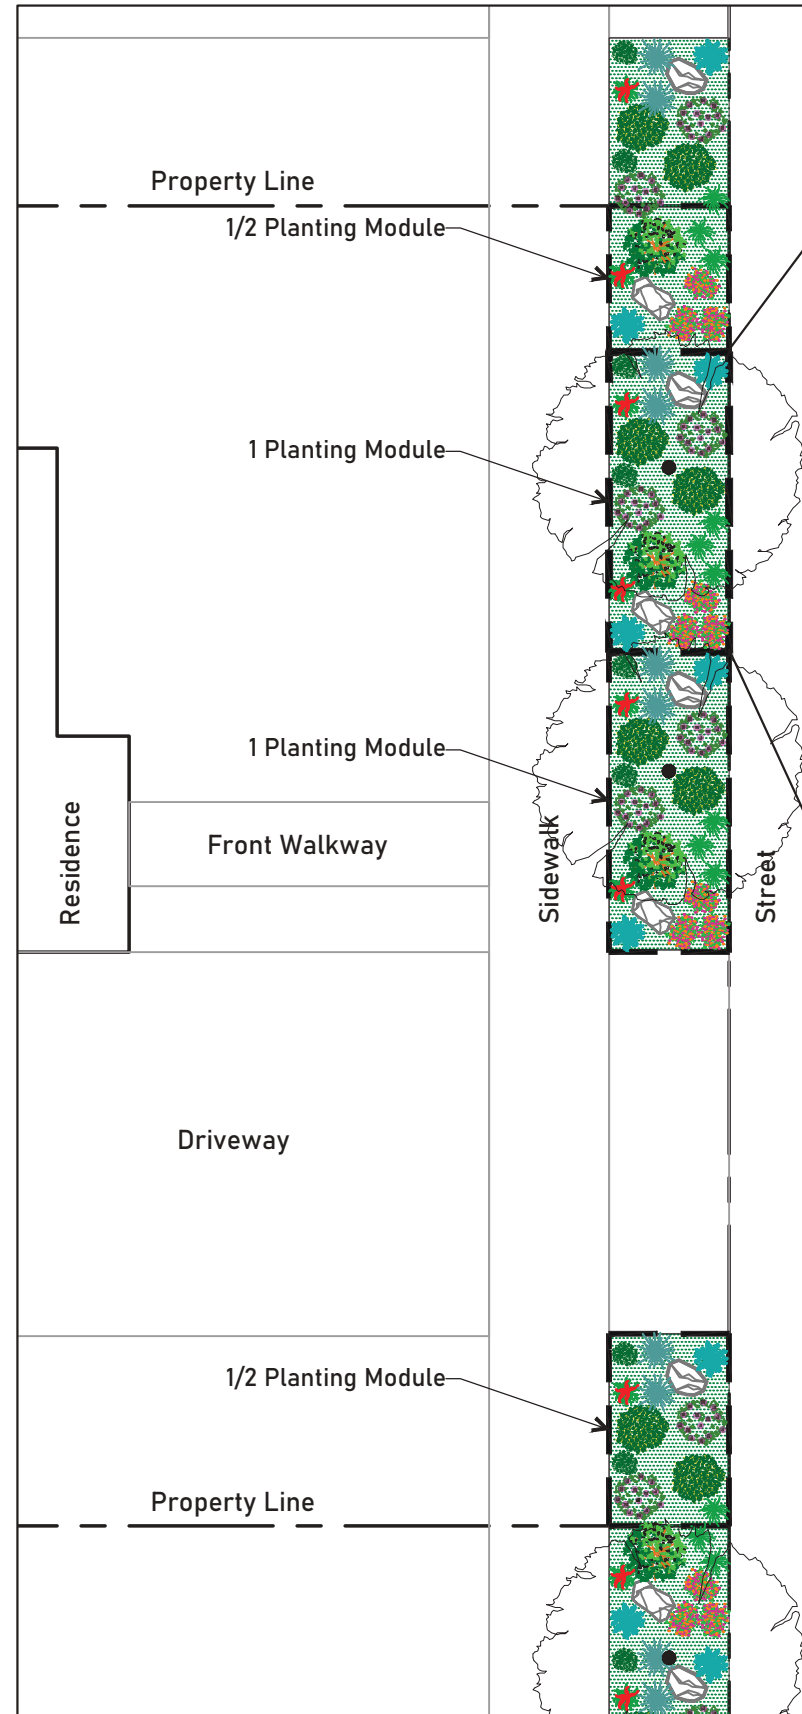 Property Line
1/2 Planting Module
1 Planting Module
1 Planting Module
Residence
Front Walkway
Sidewalk
Street
Driveway
1/2 Planting Module
Property Line